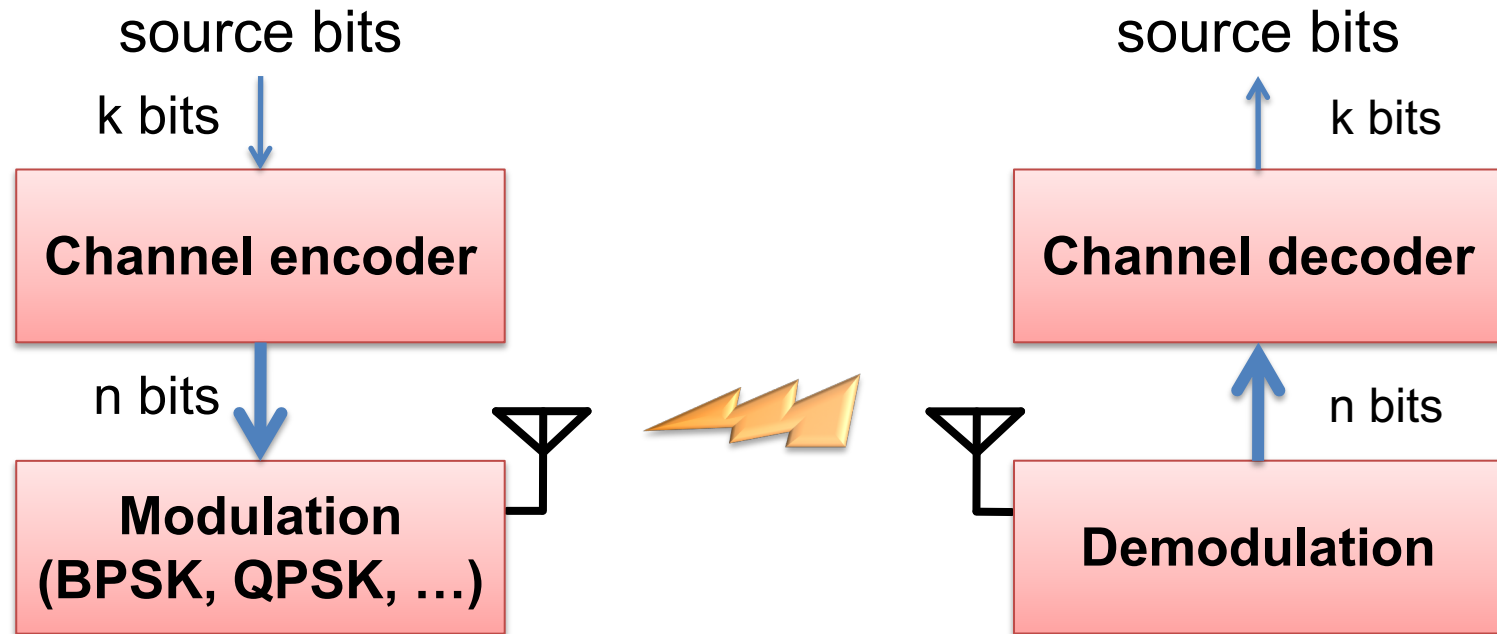 source bits
k bits
Channel encoder
n bits
Modulation
(BPSK, QPSK, …)
source bits
k bits
Channel decoder
n bits
Demodulation